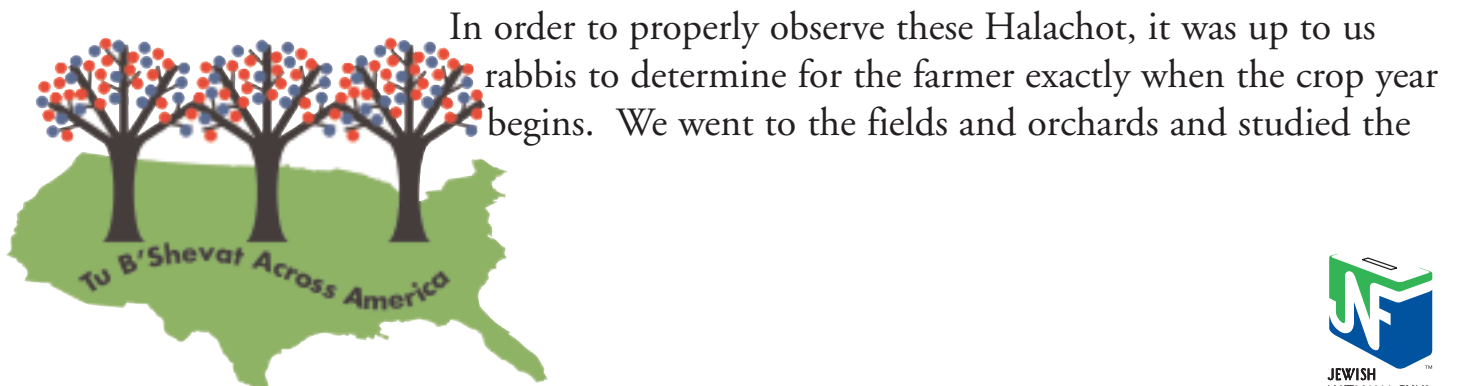 In order to properly observe these Halachot, it was up to us
rabbis to determine for the farmer exactly when the crop year
begins. We went to the fields and orchards and studied the
Tu B'Shevat Across America
JNF
JEWISH
TM